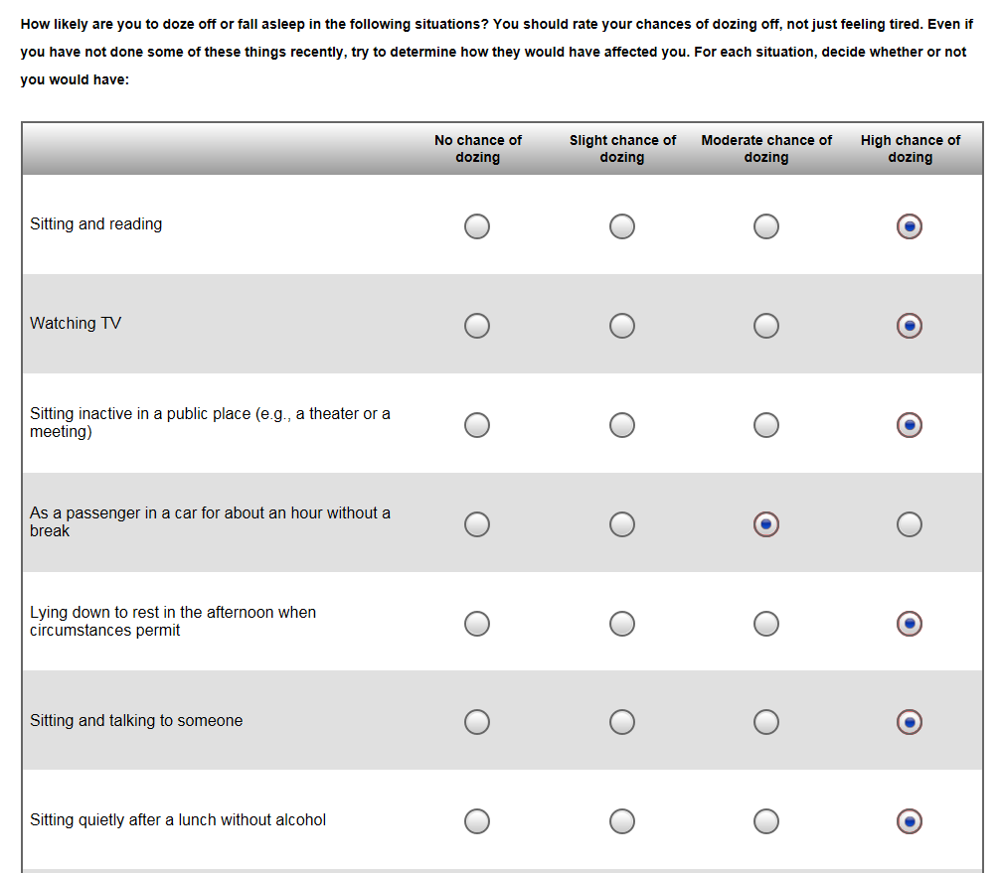 How likely are you to doze off or fall asleep in the following situations? You should rate your chances of dozing off, not just feeling tired. Even if
you have not done some of these things recently, try to determine how they would have affected you. For each situation, decide whether or not
you would have:
No chance of
dozing
Slight chance of
dozing
Moderate chance of
dozing
High chance of
dozing
Sitting and reading
Watching TV
Sitting inactive in a public place (e.g., a theater or a
meeting)
As a passenger in a car for about an hour without a
break
Lying down to rest in the afternoon when
circumstances permit
Sitting and talking to someone
Sitting quietly after a lunch without alcohol